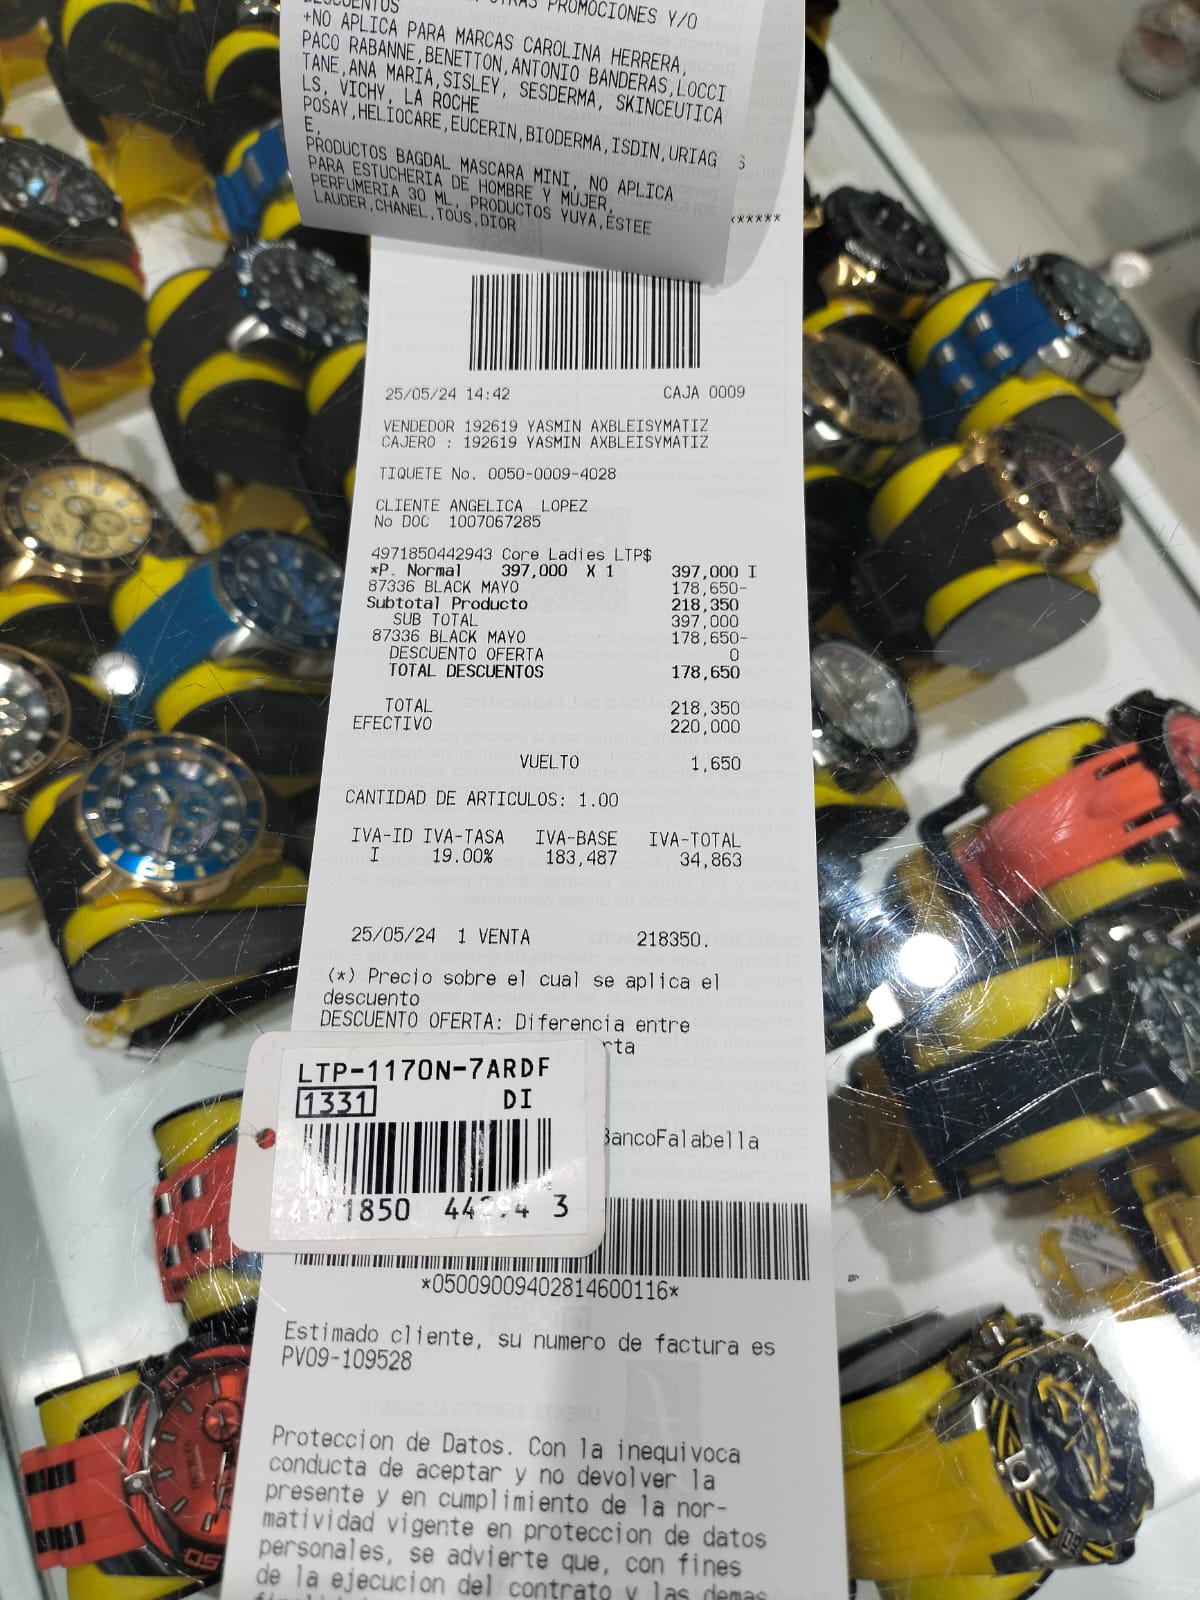 OTRAS PROMOCIONES Y/O
DESCUENTOS
+NO APLICA PARA MARCAS CAROLINA HERRERA,
PACO RABANNE,BENETTON,ANTONIO BANDERAS,LOCCI
TANE,ANA MARIA,SISLEY, SESDERMA, SKINCEUTICA
LS, VICHY, LA ROCHE
POSAY,HELIOCARE,EUCERIN,BIODERMA,ISDIN,URIAG
E,
PRODUCTOS BAGDAL MASCARA MINI, NO APLICA
PARA ESTUCHERIA DE HOMBRE Y MUJER,
PERFUMERIA 30 ML, PRODUCTOS YUYA,ESTEE
LAUDER,CHANEL,TOUS,DIOR
S
******
25/05/24 14:42 CAJA 0009
VENDEDOR 192619 YASMIN AXBLEISYMATIZ
CAJERO : 192619 YASMIN AXBLEISYMATIZ
TIQUETE No. 0050-0009-4028
CLIENTE ANGELICA LOPEZ
No DOC 1007067285
4971850442943 Core Ladies LTP$
*P. Normal 397,000 X 1 397,000 I
87336 BLACK MAYO 178,650-
Subtotal Producto 218,350
SUB TOTAL 397,000
87336 BLACK MAYO 178,650-
DESCUENTO OFERTA 0
TOTAL DESCUENTOS 178,650
TOTAL 218,350
EFECTIVO 220,000
VUELTO 1,650
CANTIDAD DE ARTICULOS: 1.00
IVA-ID IVA-TASA IVA-BASE IVA-TOTAL
I 19.00% 183,487 34,863
25/05/24 1 VENTA 218350.
(*) Precio sobre el cual se aplica el
descuento
DESCUENTO OFERTA: Diferencia entre
rta
LTP-1170N-7ARDF
1331 DI
4971850 44294 3
BancoFalabella
*05009009402814600116*
Estimado cliente, su numero de factura es
PV09-109528
Proteccion de Datos. Con la inequivoca
conducta de aceptar y no devolver la
presente y en cumplimiento de la nor-
matividad vigente en proteccion de datos
personales, se advierte que, con fines
de la ejecucion del contrato y las demas